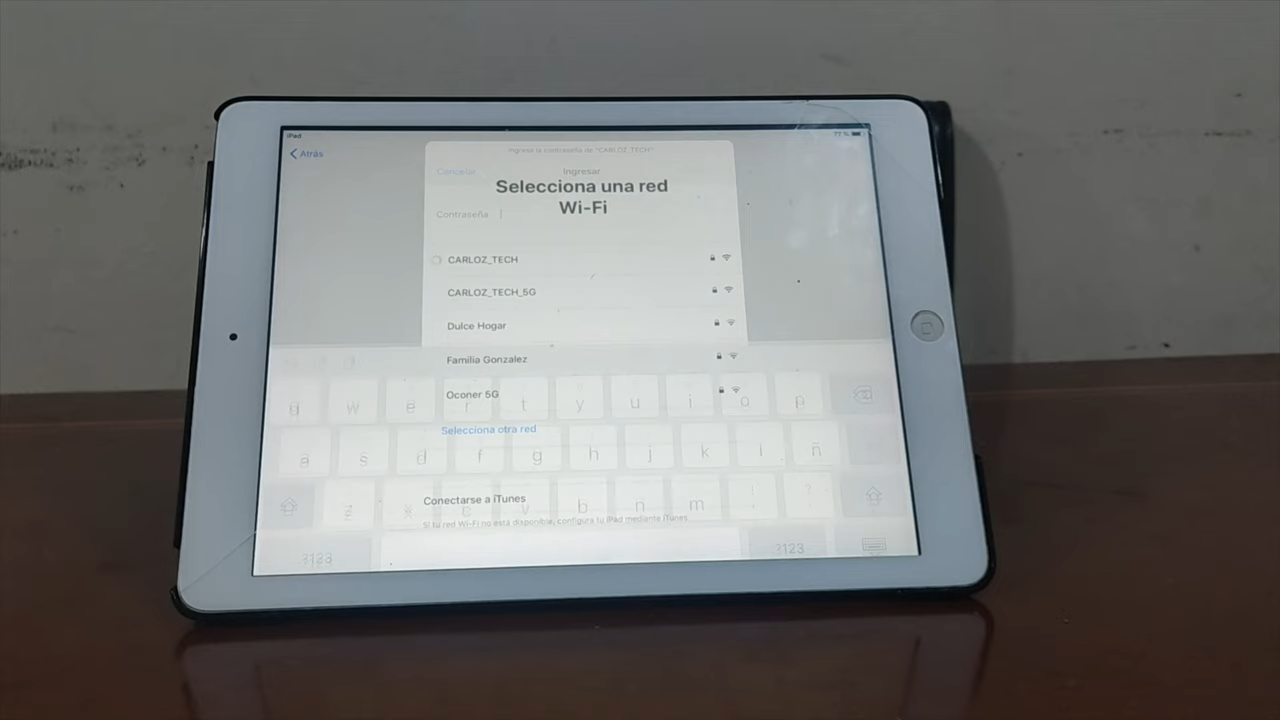 iPad
77 %
Atrás
Ingresa la contraseña de "CARLOZ_TECH"
Cancelar
Ingresar
Selecciona una red
Wi-Fi
Contraseña
CARLOZ_TECH
CARLOZ_TECH_5G
Dulce Hogar
Familia Gonzalez
Oconer 5G
q w e r t y u i o p
Selecciona otra red
a s d f g h j k l ñ
Conectarse a iTunes
z x c v b n m ! ?
Si tu red Wi-Fi no está disponible, configura tu iPad mediante iTunes
?123 ?123